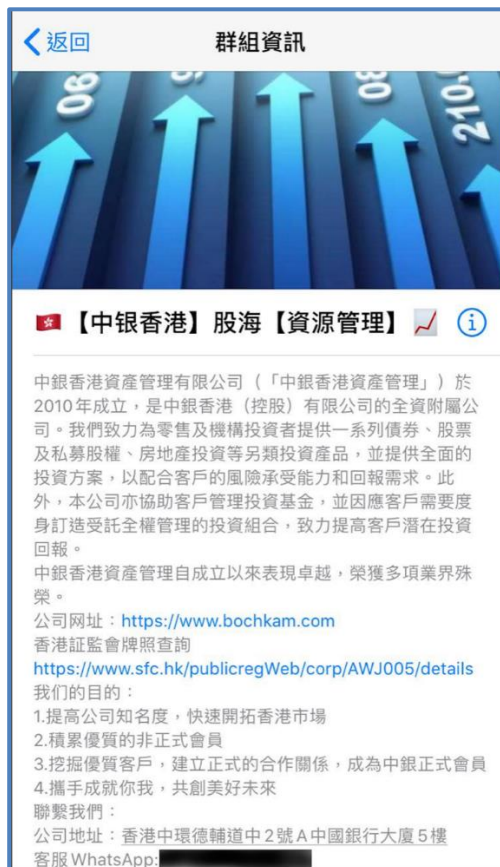 返回
群組資訊
06
08
210.
【中银香港】股海【資源管理】
中銀香港資產管理有限公司（「中銀香港資產管理」）於
2010年成立，是中銀香港（控股）有限公司的全資附屬公
司。我們致力為零售及機構投資者提供一系列債券、股票
及私募股權、房地產投資等另類投資產品，並提供全面的
投資方案，以配合客戶的風險承受能力和回報需求。此
外，本公司亦協助客戶管理投資基金，並因應客戶需要度
身訂造受託全權管理的投資組合，致力提高客戶潛在投資
回報。
中銀香港資產管理自成立以來表現卓越，榮獲多項業界殊
榮。
公司网址：https://www.bochkam.com
香港証監會牌照查詢
https://www.sfc.hk/publicregWeb/corp/AWJ005/details
我们的目的：
1.提高公司知名度，快速開拓香港市場
2.積累優質的非正式會員
3.挖掘優質客戶，建立正式的合作關係，成為中銀正式會員
4.攜手成就你我，共創美好未來
聯繫我們：
公司地址：香港中環德輔道中2號A中國銀行大廈5樓
客服WhatsApp: